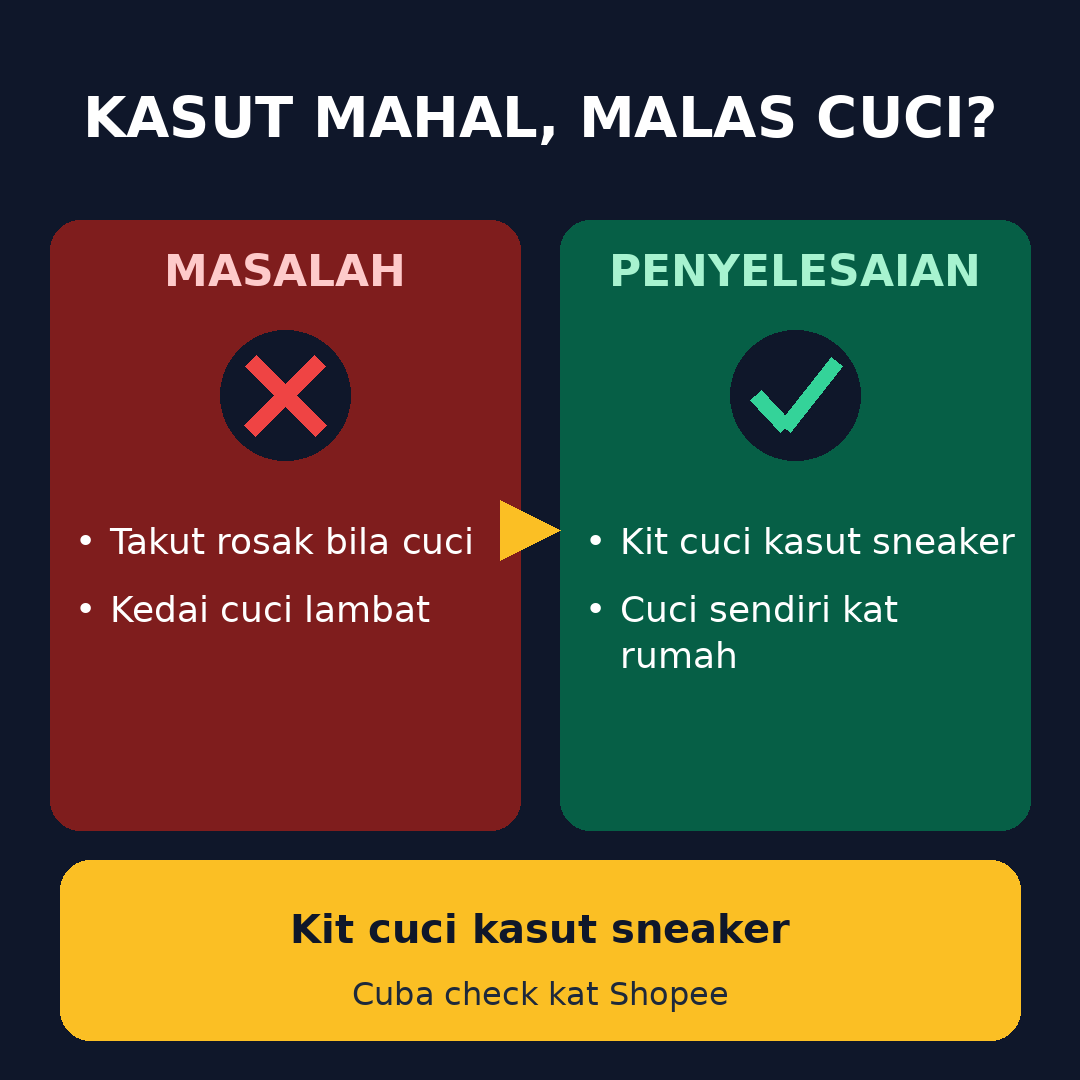 KASUT MAHAL, MALAS CUCI?
MASALAH
• Takut rosak bila cuci
• Kedai cuci lambat
PENYELESAIAN
• Kit cuci kasut sneaker
• Cuci sendiri kat
rumah
Kit cuci kasut sneaker
Cuba check kat Shopee